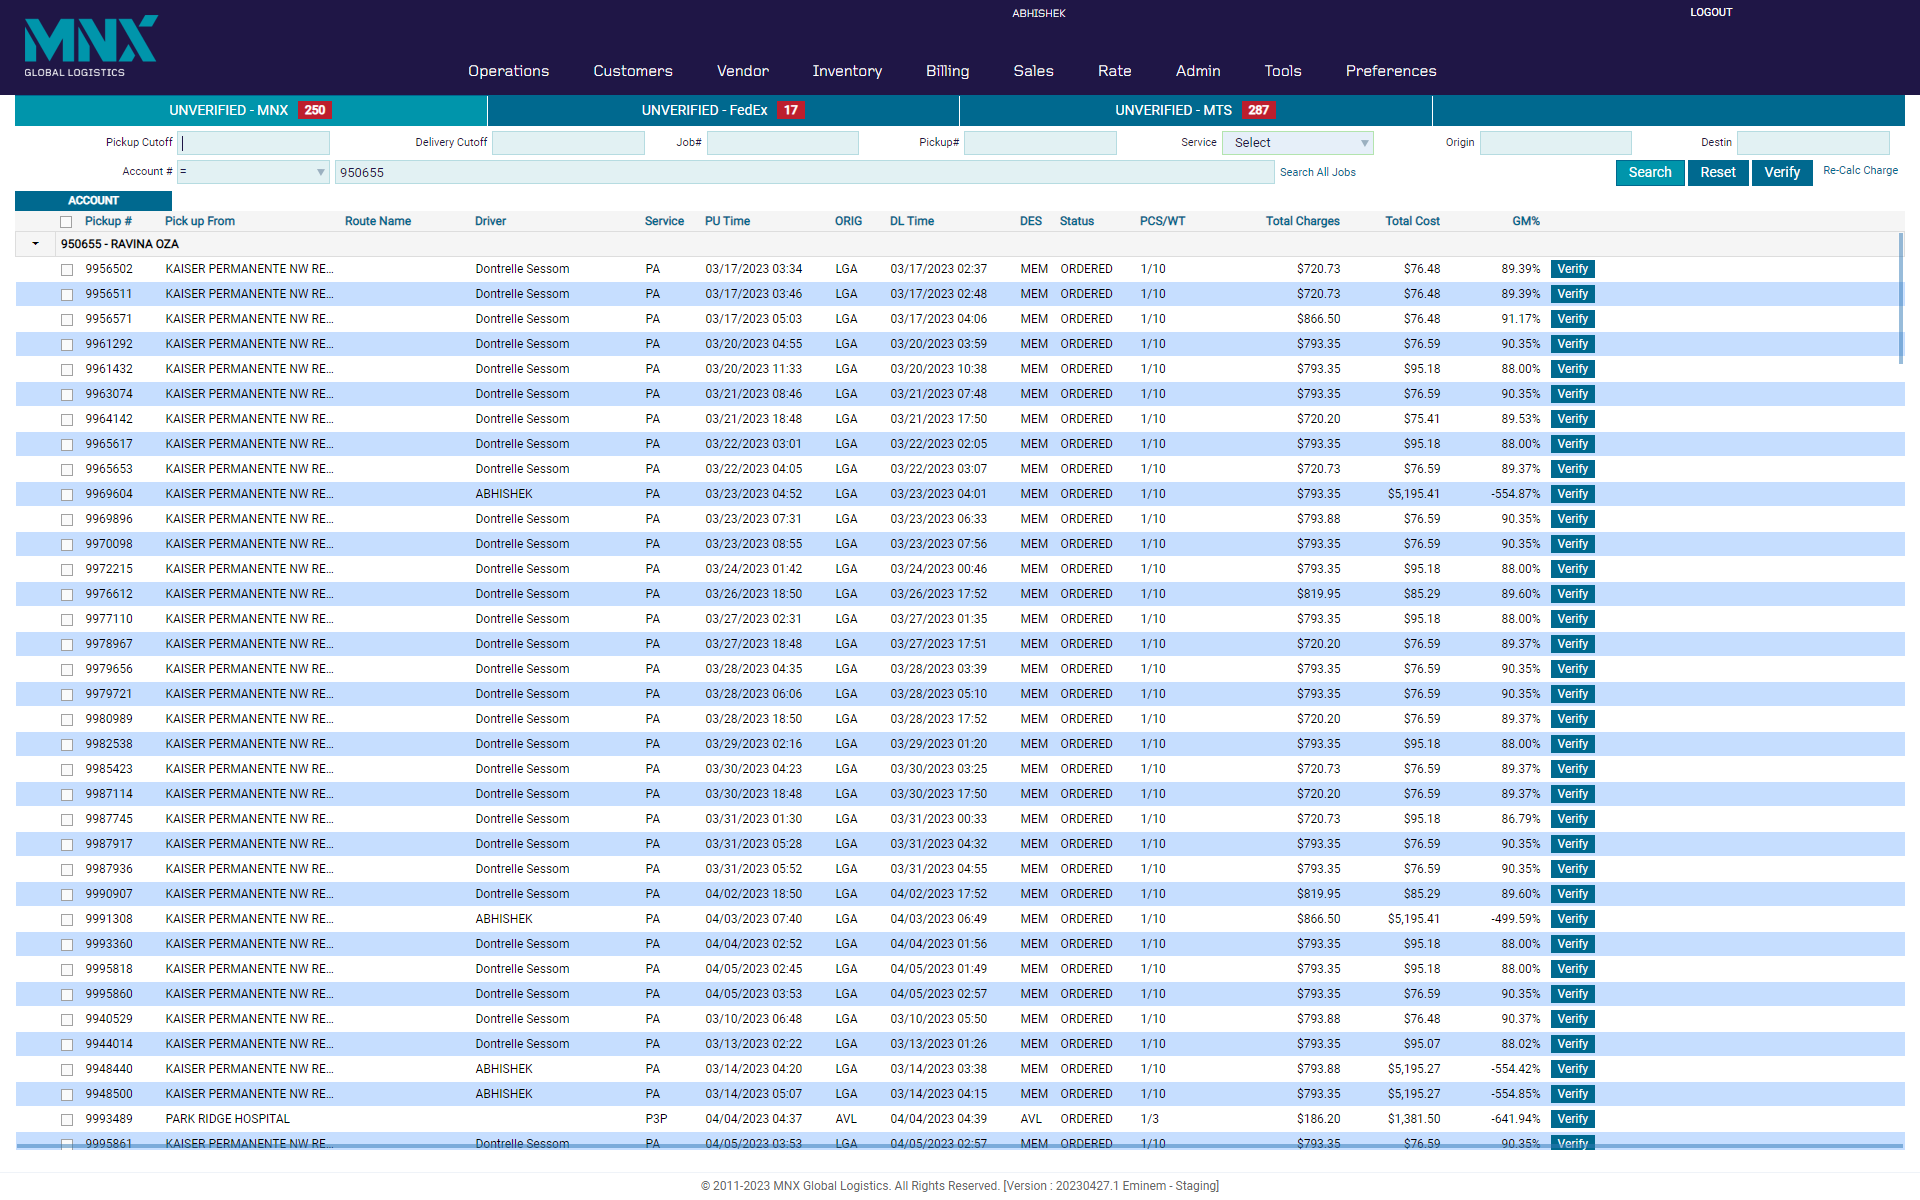 ABHISHEK
LOGOUT
MNX
GLOBAL LOGISTICS
Operations Customers Vendor Inventory Billing Sales Rate Admin Tools Preferences
UNVERIFIED - MNX 250 UNVERIFIED - FedEx 17 UNVERIFIED - MTS 287
Pickup Cutoff Delivery Cutoff Job# Pickup# Service Select Origin Destin
Account # = 950655 Search All Jobs Search Reset Verify Re-Calc Charge
ACCOUNT
Pickup # Pick up From Route Name Driver Service PU Time ORIG DL Time DES Status PCS/WT Total Charges Total Cost GM%
950655 - RAVINA OZA
9956502 KAISER PERMANENTE NW RE... Dontrelle Sessom PA 03/17/2023 03:34 LGA 03/17/2023 02:37 MEM ORDERED 1/10 $720.73 $76.48 89.39% Verify
9956511 KAISER PERMANENTE NW RE... Dontrelle Sessom PA 03/17/2023 03:46 LGA 03/17/2023 02:48 MEM ORDERED 1/10 $720.73 $76.48 89.39% Verify
9956571 KAISER PERMANENTE NW RE... Dontrelle Sessom PA 03/17/2023 05:03 LGA 03/17/2023 04:06 MEM ORDERED 1/10 $866.50 $76.48 91.17% Verify
9961292 KAISER PERMANENTE NW RE... Dontrelle Sessom PA 03/20/2023 04:55 LGA 03/20/2023 03:59 MEM ORDERED 1/10 $793.35 $76.59 90.35% Verify
9961432 KAISER PERMANENTE NW RE... Dontrelle Sessom PA 03/20/2023 11:33 LGA 03/20/2023 10:38 MEM ORDERED 1/10 $793.35 $95.18 88.00% Verify
9963074 KAISER PERMANENTE NW RE... Dontrelle Sessom PA 03/21/2023 08:46 LGA 03/21/2023 07:48 MEM ORDERED 1/10 $793.35 $76.59 90.35% Verify
9964142 KAISER PERMANENTE NW RE... Dontrelle Sessom PA 03/21/2023 18:48 LGA 03/21/2023 17:50 MEM ORDERED 1/10 $720.20 $75.41 89.53% Verify
9965617 KAISER PERMANENTE NW RE... Dontrelle Sessom PA 03/22/2023 03:01 LGA 03/22/2023 02:05 MEM ORDERED 1/10 $793.35 $95.18 88.00% Verify
9965653 KAISER PERMANENTE NW RE... Dontrelle Sessom PA 03/22/2023 04:05 LGA 03/22/2023 03:07 MEM ORDERED 1/10 $720.73 $76.59 89.37% Verify
9969604 KAISER PERMANENTE NW RE... ABHISHEK PA 03/23/2023 04:52 LGA 03/23/2023 04:01 MEM ORDERED 1/10 $793.35 $5,195.41 -554.87% Verify
9969896 KAISER PERMANENTE NW RE... Dontrelle Sessom PA 03/23/2023 07:31 LGA 03/23/2023 06:33 MEM ORDERED 1/10 $793.88 $76.59 90.35% Verify
9970098 KAISER PERMANENTE NW RE... Dontrelle Sessom PA 03/23/2023 08:55 LGA 03/23/2023 07:56 MEM ORDERED 1/10 $793.35 $76.59 90.35% Verify
9972215 KAISER PERMANENTE NW RE... Dontrelle Sessom PA 03/24/2023 01:42 LGA 03/24/2023 00:46 MEM ORDERED 1/10 $793.35 $95.18 88.00% Verify
9976612 KAISER PERMANENTE NW RE... Dontrelle Sessom PA 03/26/2023 18:50 LGA 03/26/2023 17:52 MEM ORDERED 1/10 $819.95 $85.29 89.60% Verify
9977110 KAISER PERMANENTE NW RE... Dontrelle Sessom PA 03/27/2023 02:31 LGA 03/27/2023 01:35 MEM ORDERED 1/10 $793.35 $95.18 88.00% Verify
9978967 KAISER PERMANENTE NW RE... Dontrelle Sessom PA 03/27/2023 18:48 LGA 03/27/2023 17:51 MEM ORDERED 1/10 $720.20 $76.59 89.37% Verify
9979656 KAISER PERMANENTE NW RE... Dontrelle Sessom PA 03/28/2023 04:35 LGA 03/28/2023 03:39 MEM ORDERED 1/10 $793.35 $76.59 90.35% Verify
9979721 KAISER PERMANENTE NW RE... Dontrelle Sessom PA 03/28/2023 06:06 LGA 03/28/2023 05:10 MEM ORDERED 1/10 $793.35 $76.59 90.35% Verify
9980989 KAISER PERMANENTE NW RE... Dontrelle Sessom PA 03/28/2023 18:50 LGA 03/28/2023 17:52 MEM ORDERED 1/10 $720.20 $76.59 89.37% Verify
9982538 KAISER PERMANENTE NW RE... Dontrelle Sessom PA 03/29/2023 02:16 LGA 03/29/2023 01:20 MEM ORDERED 1/10 $793.35 $95.18 88.00% Verify
9985423 KAISER PERMANENTE NW RE... Dontrelle Sessom PA 03/30/2023 04:23 LGA 03/30/2023 03:25 MEM ORDERED 1/10 $720.73 $76.59 89.37% Verify
9987114 KAISER PERMANENTE NW RE... Dontrelle Sessom PA 03/30/2023 18:48 LGA 03/30/2023 17:50 MEM ORDERED 1/10 $720.20 $76.59 89.37% Verify
9987745 KAISER PERMANENTE NW RE... Dontrelle Sessom PA 03/31/2023 01:30 LGA 03/31/2023 00:33 MEM ORDERED 1/10 $720.73 $95.18 86.79% Verify
9987917 KAISER PERMANENTE NW RE... Dontrelle Sessom PA 03/31/2023 05:28 LGA 03/31/2023 04:32 MEM ORDERED 1/10 $793.35 $76.59 90.35% Verify
9987936 KAISER PERMANENTE NW RE... Dontrelle Sessom PA 03/31/2023 05:52 LGA 03/31/2023 04:55 MEM ORDERED 1/10 $793.35 $76.59 90.35% Verify
9990907 KAISER PERMANENTE NW RE... Dontrelle Sessom PA 04/02/2023 18:50 LGA 04/02/2023 17:52 MEM ORDERED 1/10 $819.95 $85.29 89.60% Verify
9991308 KAISER PERMANENTE NW RE... ABHISHEK PA 04/03/2023 07:40 LGA 04/03/2023 06:49 MEM ORDERED 1/10 $866.50 $5,195.41 -499.59% Verify
9993360 KAISER PERMANENTE NW RE... Dontrelle Sessom PA 04/04/2023 02:52 LGA 04/04/2023 01:56 MEM ORDERED 1/10 $793.35 $95.18 88.00% Verify
9995818 KAISER PERMANENTE NW RE... Dontrelle Sessom PA 04/05/2023 02:45 LGA 04/05/2023 01:49 MEM ORDERED 1/10 $793.35 $95.18 88.00% Verify
9995860 KAISER PERMANENTE NW RE... Dontrelle Sessom PA 04/05/2023 03:53 LGA 04/05/2023 02:57 MEM ORDERED 1/10 $793.35 $76.59 90.35% Verify
9940529 KAISER PERMANENTE NW RE... Dontrelle Sessom PA 03/10/2023 06:48 LGA 03/10/2023 05:50 MEM ORDERED 1/10 $793.88 $76.48 90.37% Verify
9944014 KAISER PERMANENTE NW RE... Dontrelle Sessom PA 03/13/2023 02:22 LGA 03/13/2023 01:26 MEM ORDERED 1/10 $793.35 $95.07 88.02% Verify
9948440 KAISER PERMANENTE NW RE... ABHISHEK PA 03/14/2023 04:20 LGA 03/14/2023 03:38 MEM ORDERED 1/10 $793.88 $5,195.27 -554.42% Verify
9948500 KAISER PERMANENTE NW RE... ABHISHEK PA 03/14/2023 05:07 LGA 03/14/2023 04:15 MEM ORDERED 1/10 $793.35 $5,195.27 -554.85% Verify
9993489 PARK RIDGE HOSPITAL P3P 04/04/2023 04:37 AVL 04/04/2023 04:39 AVL ORDERED 1/3 $186.20 $1,381.50 -641.94% Verify
9995861 KAISER PERMANENTE NW RE... Dontrelle Sessom PA 04/05/2023 03:53 LGA 04/05/2023 02:57 MEM ORDERED 1/10 $793.35 $76.59 90.35% Verify
© 2011-2023 MNX Global Logistics. All Rights Reserved. [Version : 20230427.1 Eminem - Staging]